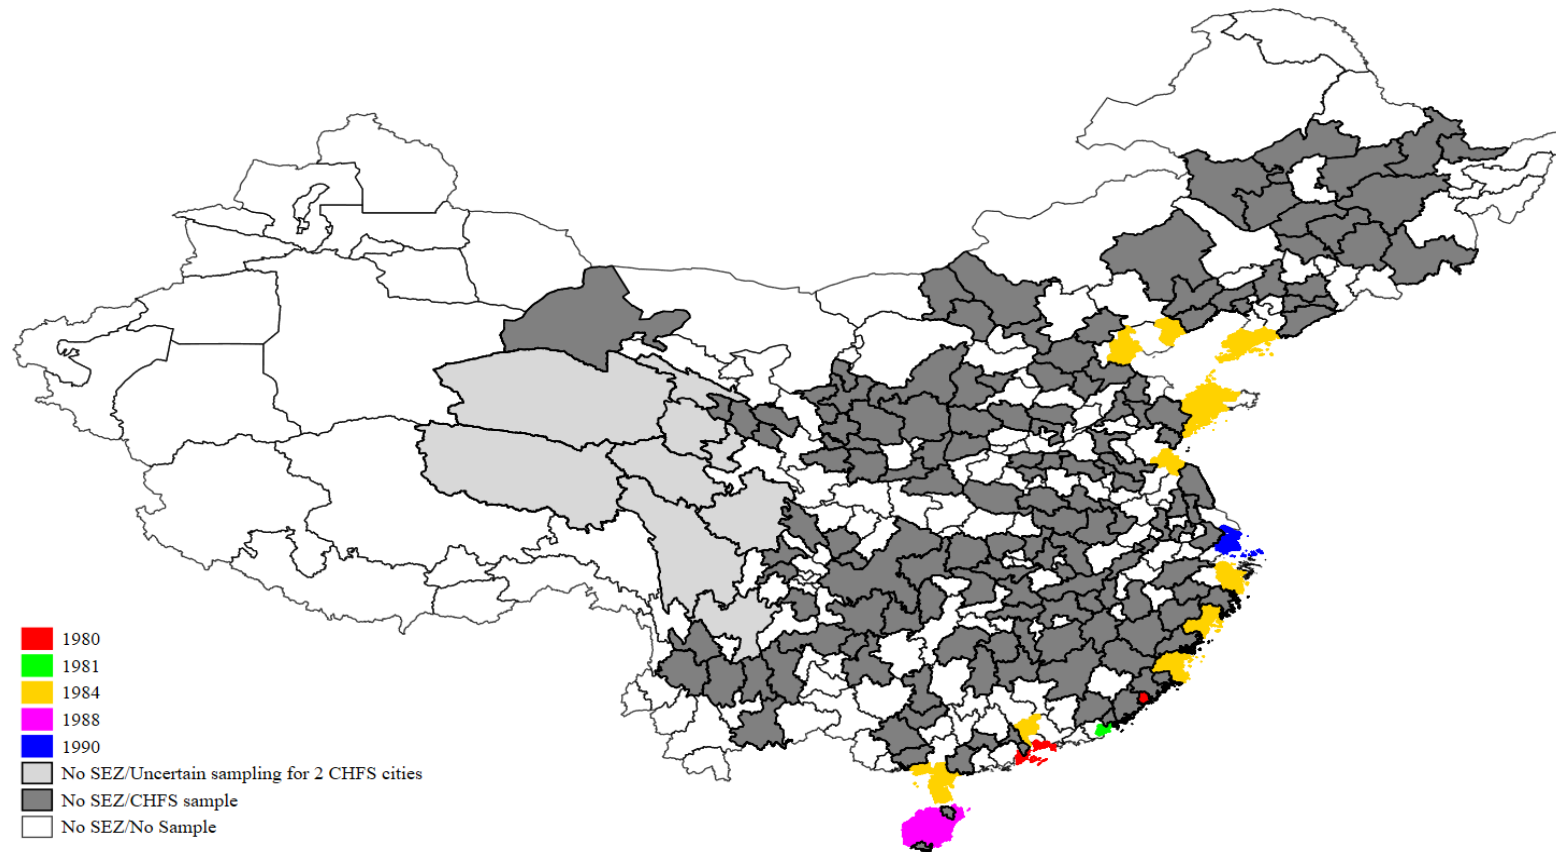 1980
1981
1984
1988
1990
No SEZ/Uncertain sampling for 2 CHFS cities
No SEZ/CHFS sample
No SEZ/No Sample